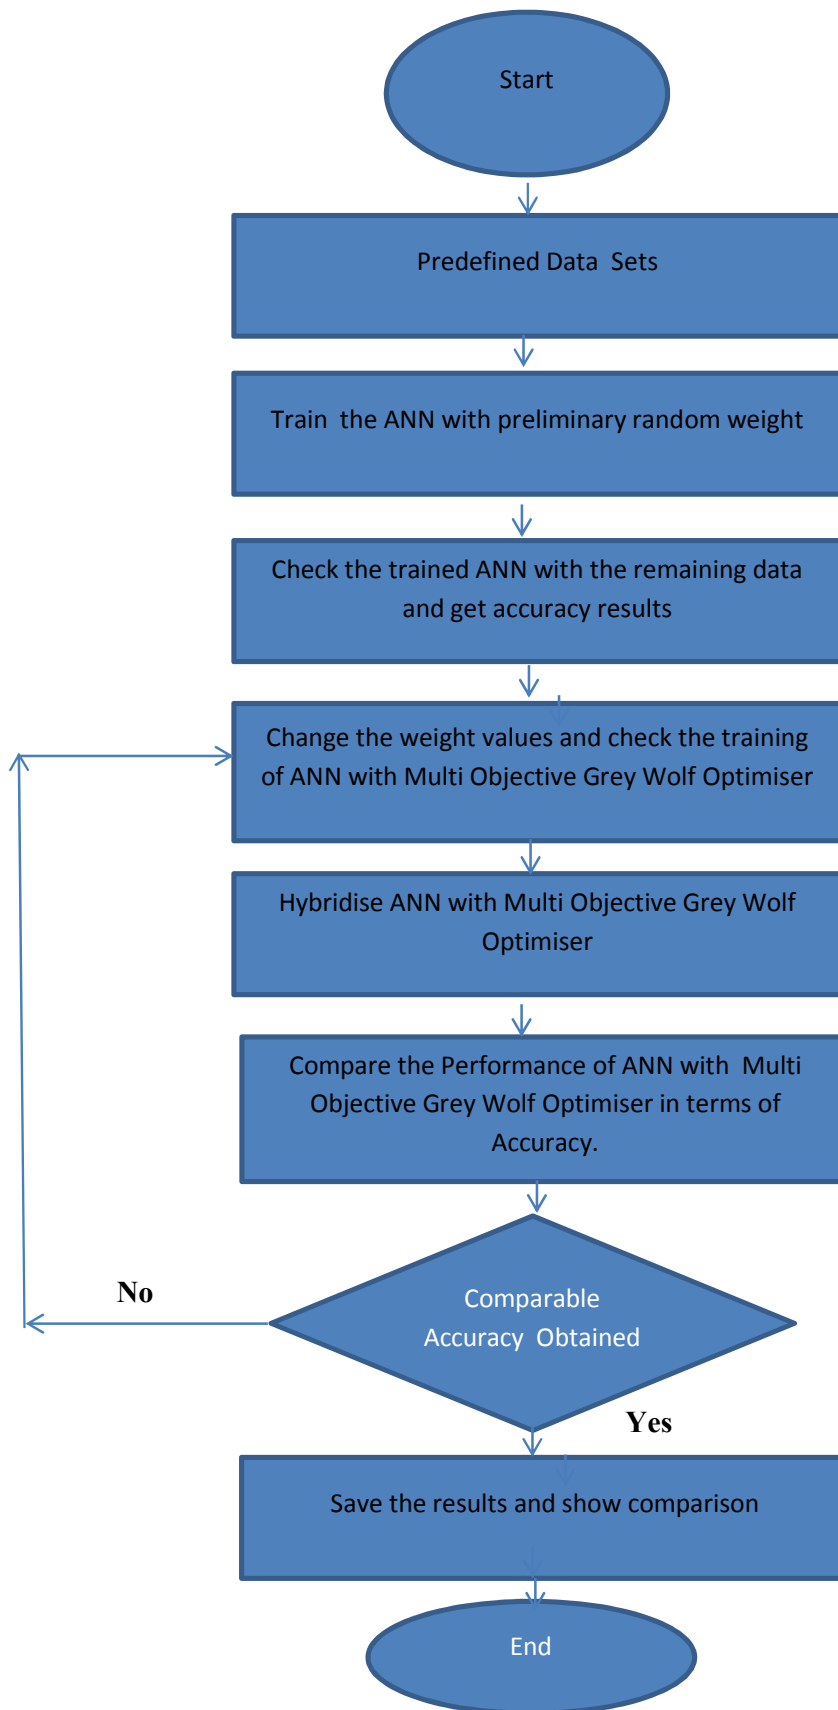 Start
Predefined Data Sets
Train the ANN with preliminary random weight
Check the trained ANN with the remaining data
and get accuracy results
Change the weight values and check the training
of ANN with Multi Objective Grey Wolf Optimiser
Hybridise ANN with Multi Objective Grey Wolf
Optimiser
Compare the Performance of ANN with Multi
Objective Grey Wolf Optimiser in terms of
Accuracy.
No
Comparable
Accuracy Obtained
Yes
Save the results and show comparison
End